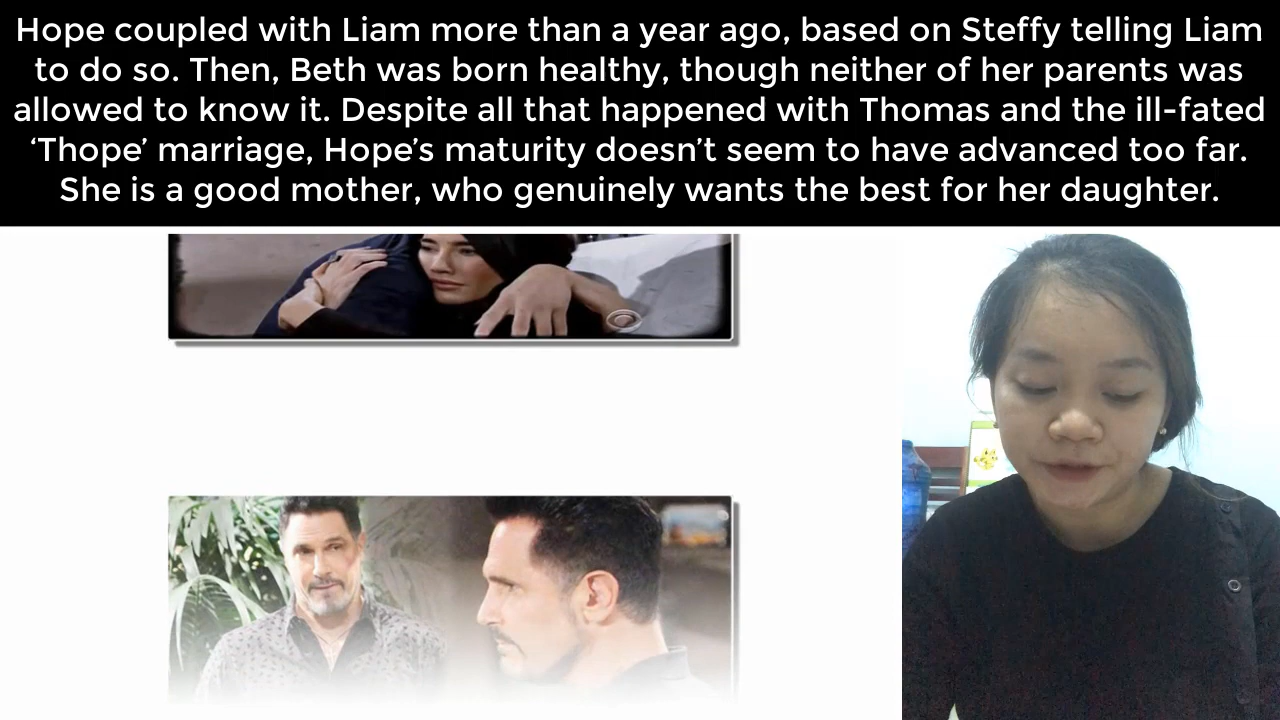 Hope coupled with Liam more than a year ago, based on Steffy telling Liam
to do so. Then, Beth was born healthy, though neither of her parents was
allowed to know it. Despite all that happened with Thomas and the ill-fated
‘Thope’ marriage, Hope’s maturity doesn’t seem to have advanced too far.
She is a good mother, who genuinely wants the best for her daughter.